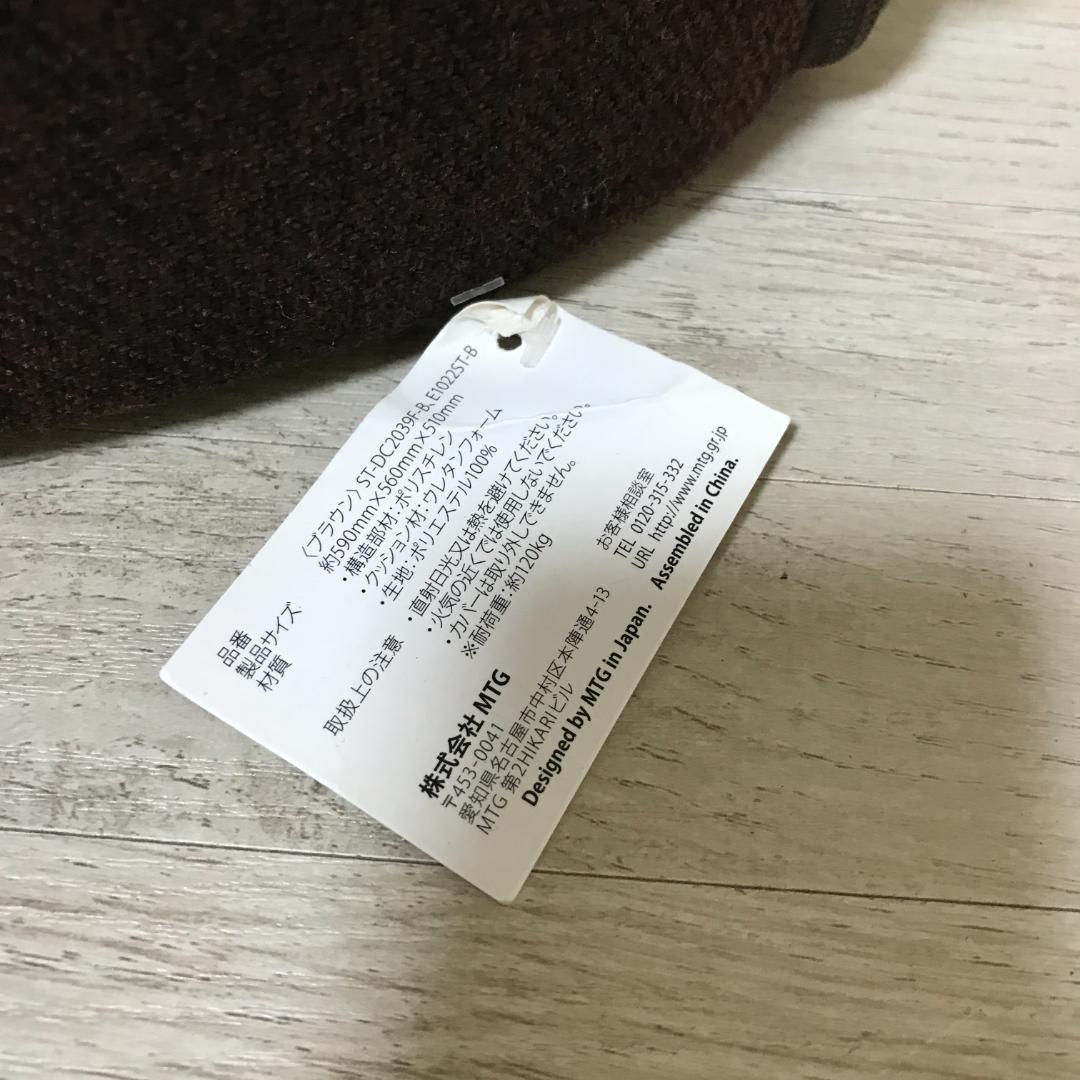 品番 〈ブラウン〉ST-DC2039F-B、E1022ST-B
製品サイズ 約590mm×560mm×510mm
材質 ・構造部材：ポリスチレン
・クッション材：ウレタンフォーム
・生地：ポリエステル100%
取扱上の注意 ・直射日光又は熱を避けてください。
・火気の近くでは使用しないでください。
・カバーは取り外しできません。
※耐荷重：約120kg
株式会社 MTG
〒453-0041
愛知県名古屋市中村区本陣通4-13
MTG 第2HIKARIビル
お客様相談室
TEL 0120-315-332
URL http://www.mtg.gr.jp
Designed by MTG in Japan. Assembled in China.